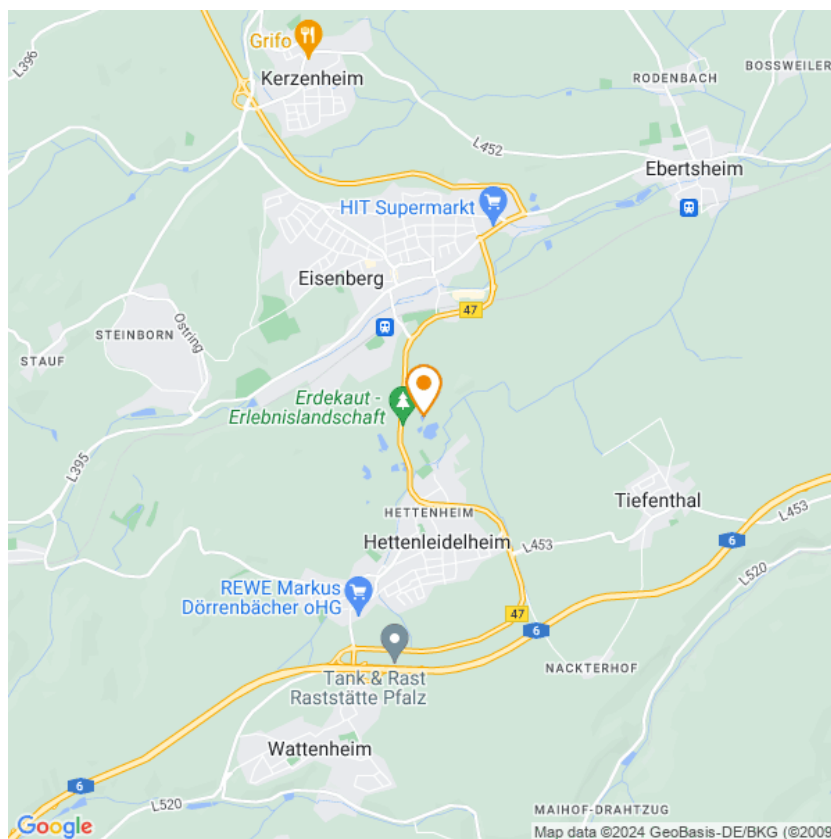 L396
Grifo
Kerzenheim
RODENBACH
BOSSWEILER
L452
Ebertsheim
HIT Supermarkt
Eisenberg
47
STEINBORN
Ostring
STAUF
Erdekaut -
Erlebnislandschaft
L395
Tiefenthal
HETTENHEIM
Hettenleidelheim
L453
L453
6
L520
REWE Markus
Dörrenbächer oHG
47
6
NACKTERHOF
Tank & Rast
Raststätte Pfalz
Wattenheim
6
L520
MAIHOF-DRAHTZUG
Google
Map data ©2024 GeoBasis-DE/BKG (©2009